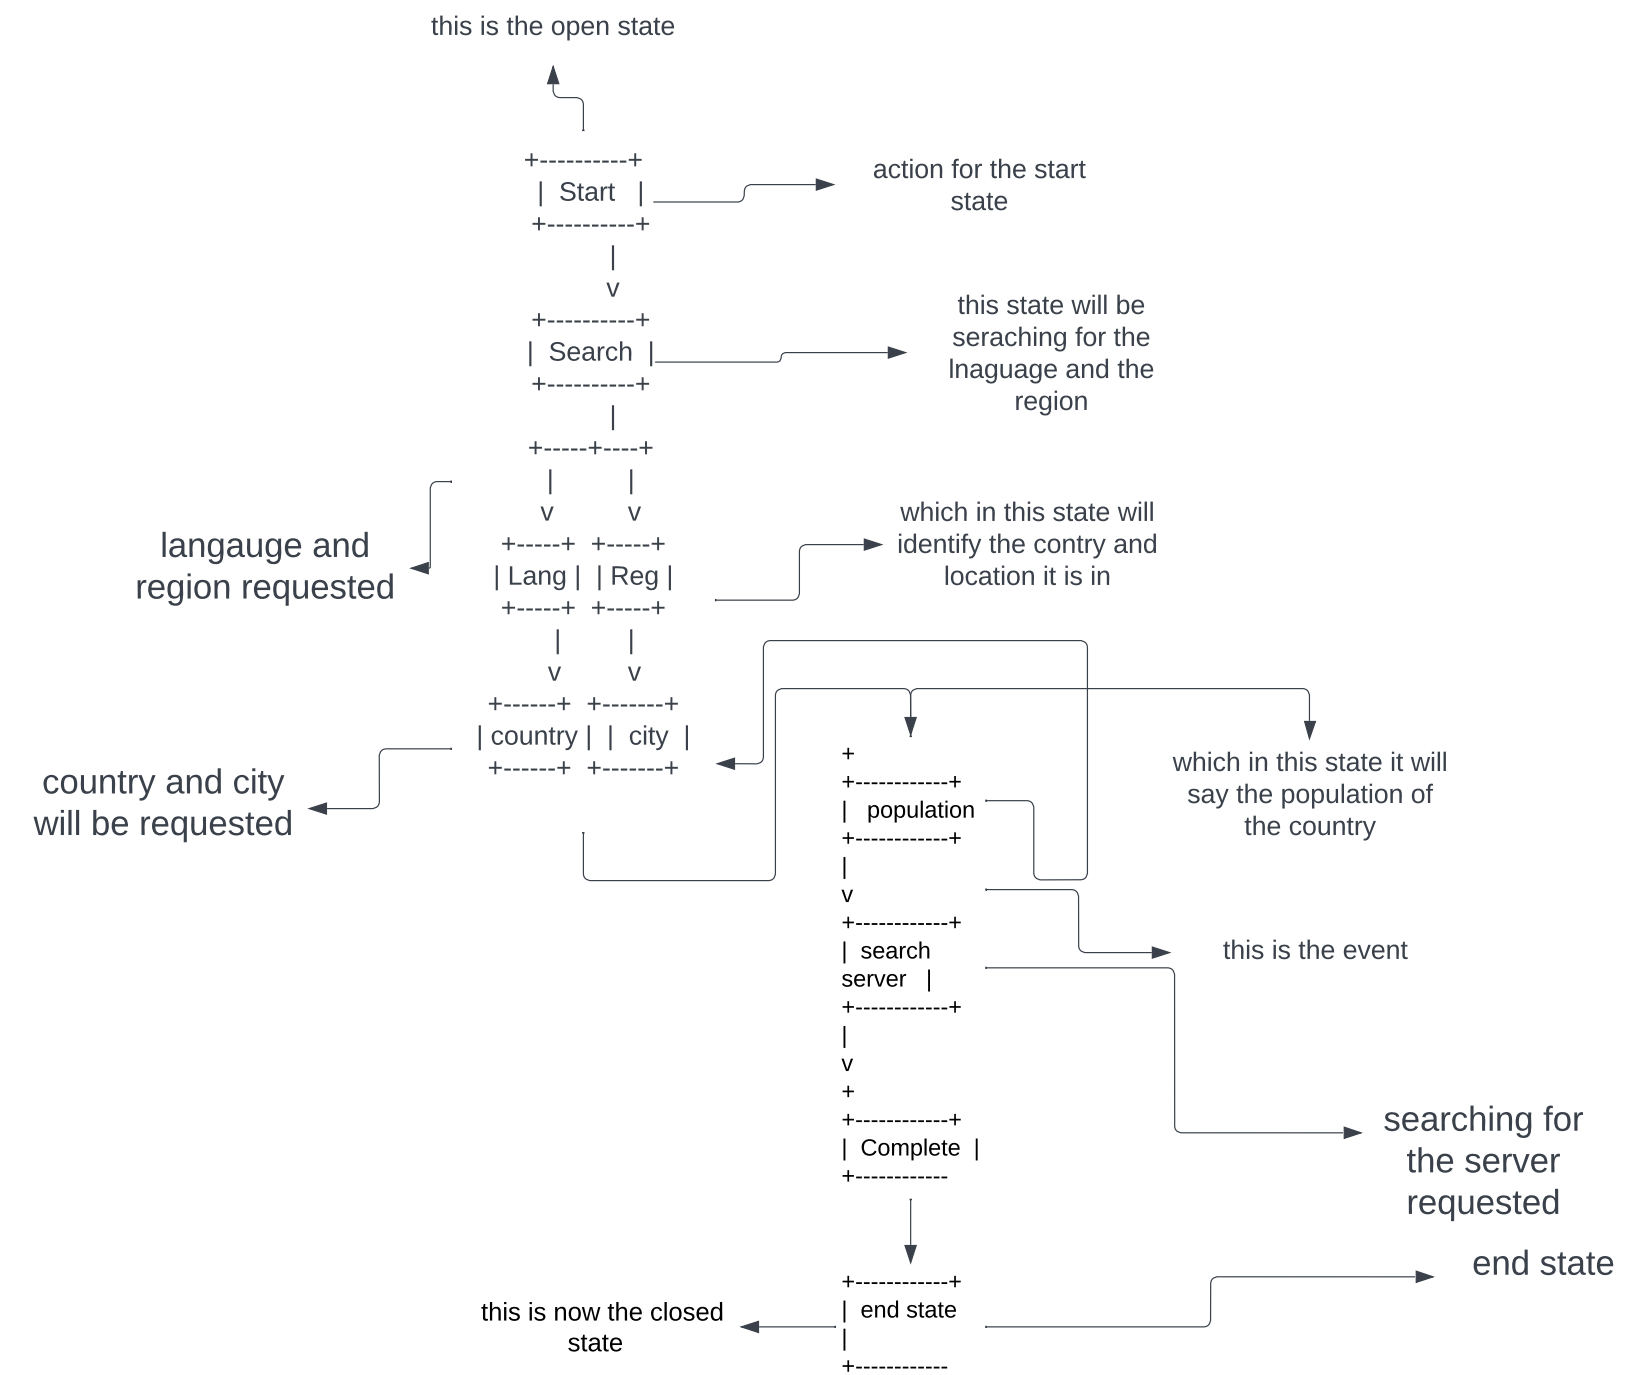 this is the open state
+----------+
| Start |
+----------+
action for the start
state
|
v
+----------+
| Search |
+----------+
this state will be
seraching for the
lnaguage and the
region
|
+-----+----+
| |
v v
+-----+ +-----+
| Lang | | Reg |
+-----+ +-----+
langauge and
region requested
which in this state will
identify the contry and
location it is in
| |
v v
+------+ +-------+
| country | | city |
+------+ +-------+
country and city
will be requested
+
+------------+
| population
+------------+
|
v
+------------+
| search
server |
+------------+
|
v
+
+------------+
| Complete |
+------------
which in this state it will
say the population of
the country
this is the event
searching for
the server
requested
+------------+
| end state
|
+------------
end state
this is now the closed
state